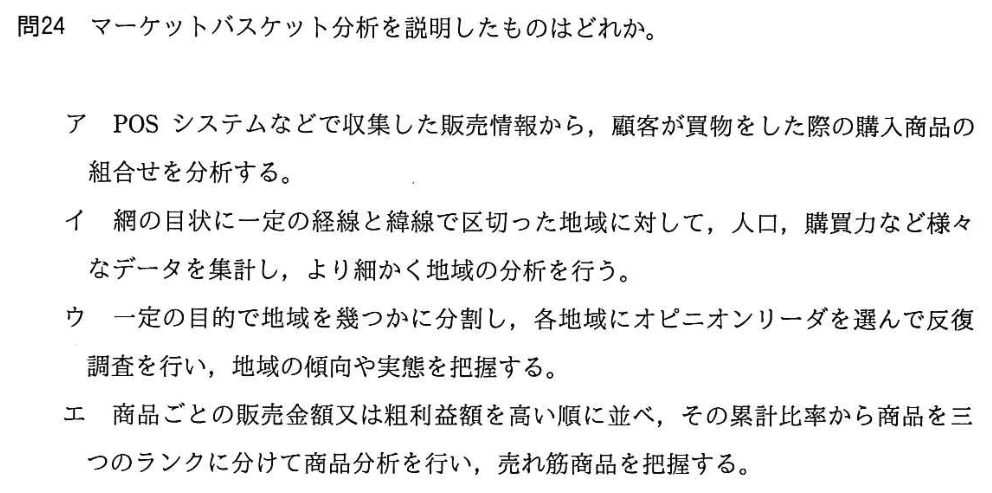 問24 マーケットバスケット分析を説明したものはどれか。
ア POS システムなどで収集した販売情報から，顧客が買物をした際の購入商品の
組合せを分析する。
イ 網の目状に一定の経線と緯線で区切った地域に対して，人口，購買力など様々
なデータを集計し，より細かく地域の分析を行う。
ウ 一定の目的で地域を幾つかに分割し，各地域にオピニオンリーダを選んで反復
調査を行い，地域の傾向や実態を把握する。
エ 商品ごとの販売金額又は粗利益額を高い順に並べ，その累計比率から商品を三
つのランクに分けて商品分析を行い，売れ筋商品を把握する。